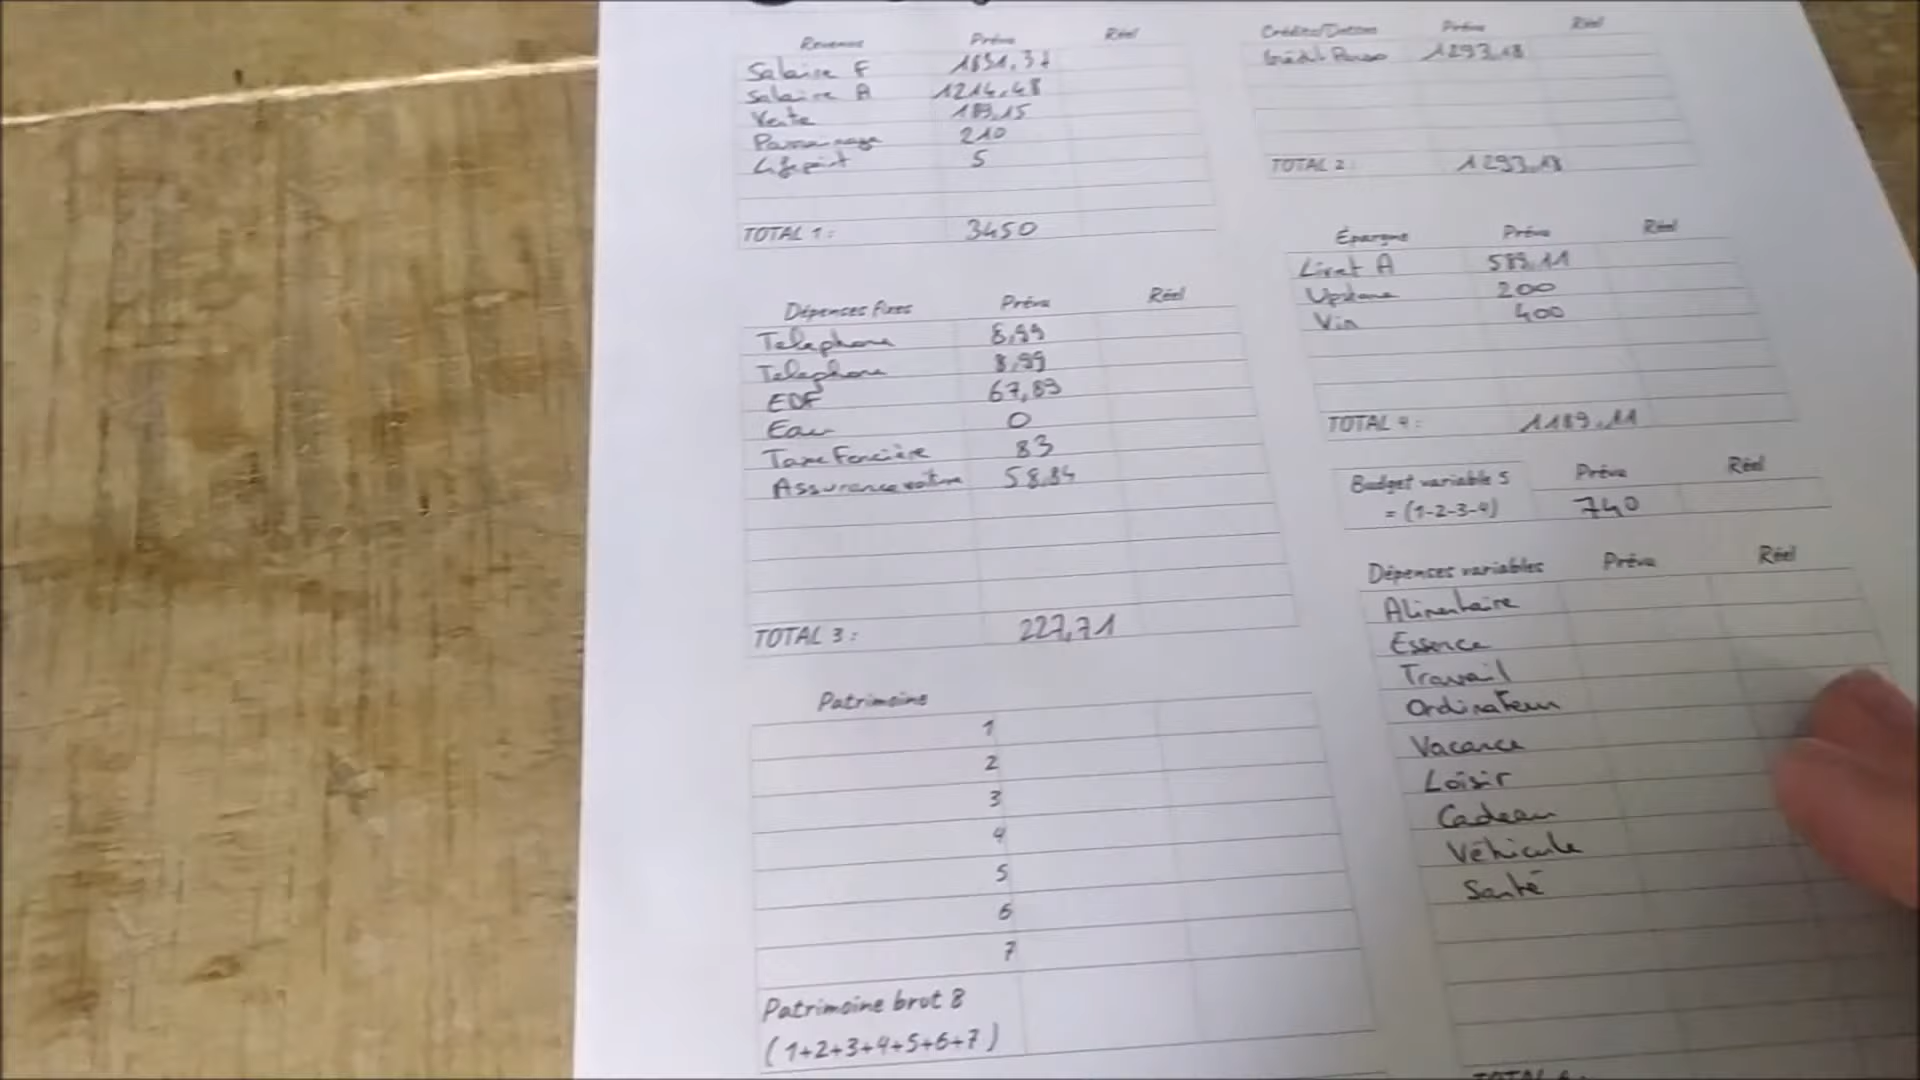 Revenus Prévu Réel
Salaire F 1831,37
Salaire A 1214,48
Vente 189,15
Parrainage 210
Lifepoint 5
TOTAL 1 : 3450
Dépenses fixes Prévu Réel
Telephone 8,99
Telephone 8,99
EDF 67,89
Eau 0
Taxe Foncière 83
Assurance voiture 58,84
TOTAL 3 : 227,71
Patrimoine
1
2
3
4
5
6
7
Patrimoine brut 8
(1+2+3+4+5+6+7)
Crédits/Dettes Prévu Réel
Crédit Perso 1293,18
TOTAL 2 : 1293,18
Épargne Prévu Réel
Livret A 589,11
200
Vin 400
TOTAL 4 : 1189,11
Budget variable 5 Prévu Réel
= (1-2-3-4) 740
Dépenses variables Prévu Réel
Alimentaire
Essence
Travail
Ordinateur
Vacance
Loisir
Cadeau
Véhicule
Santé